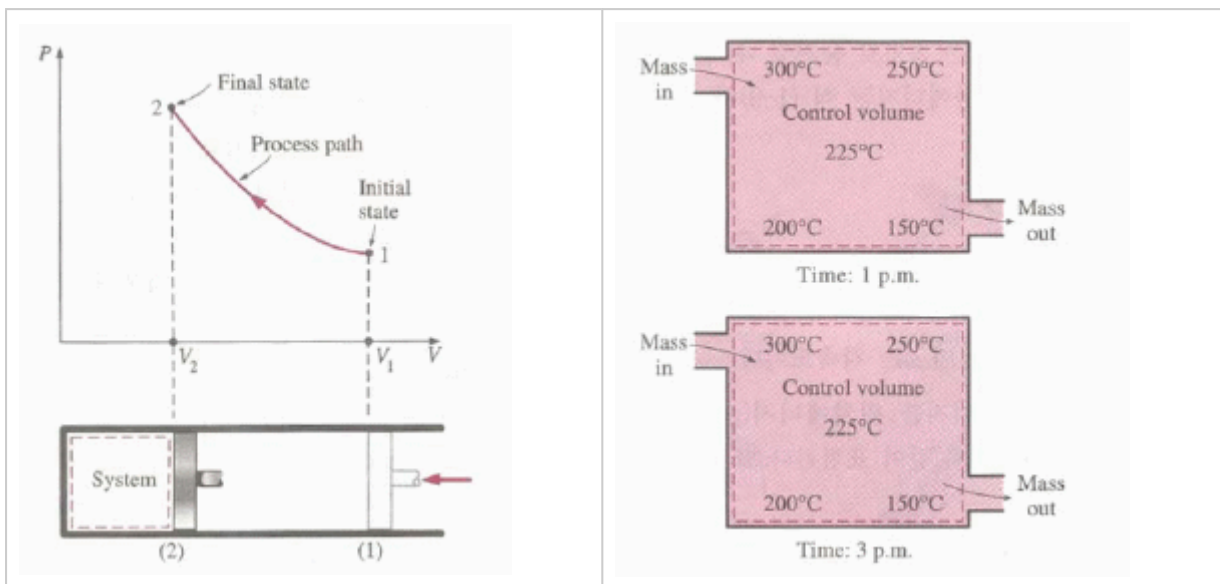 P
Final state
2
Process path
Initial
state
1
V₂
V₁
V
System
(2)
(1)
Mass
in
300°C
250°C
Control volume
225°C
200°C
150°C
Mass
out
Time: 1 p.m.
Mass
in
300°C
250°C
Control volume
225°C
200°C
150°C
Mass
out
Time: 3 p.m.